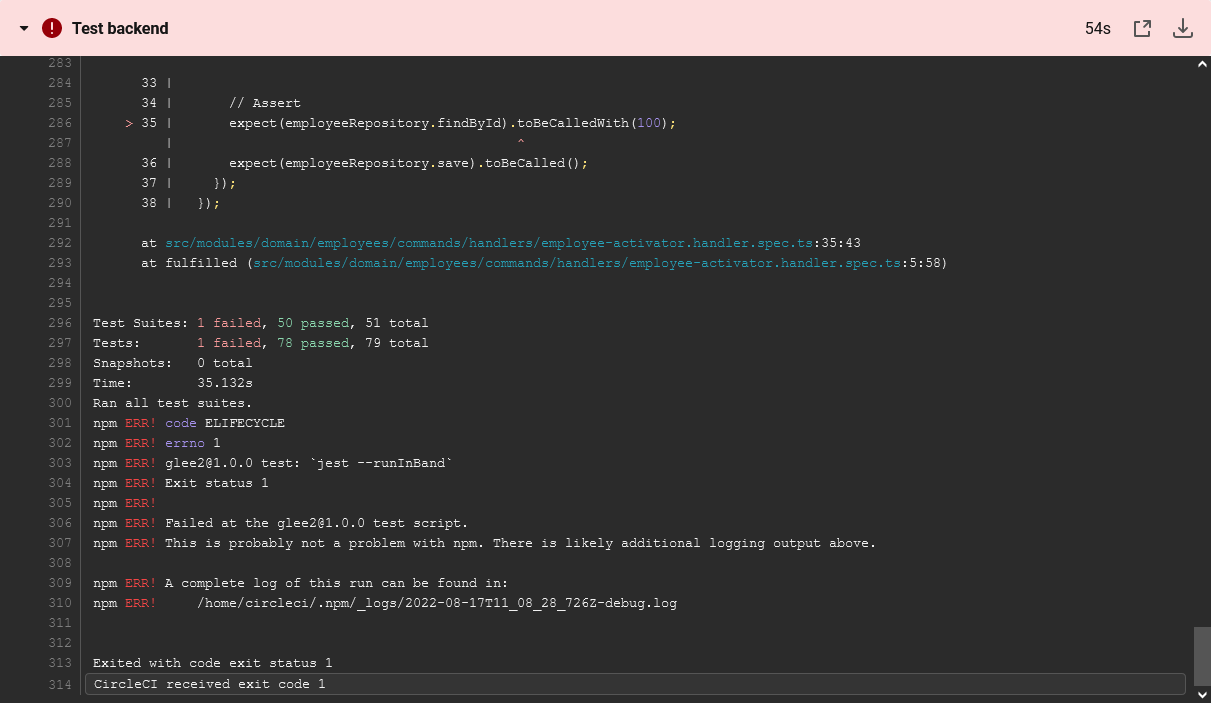 Test backend 54s
283
284 33 |
285 34 | // Assert
286 > 35 | expect(employeeRepository.findById).toBeCalledWith(100);
287 | ^
288 36 | expect(employeeRepository.save).toBeCalled();
289 37 | });
290 38 | });
291
292 at src/modules/domain/employees/commands/handlers/employee-activator.handler.spec.ts:35:43
293 at fulfilled (src/modules/domain/employees/commands/handlers/employee-activator.handler.spec.ts:5:58)
294
295
296 Test Suites: 1 failed, 50 passed, 51 total
297 Tests: 1 failed, 78 passed, 79 total
298 Snapshots: 0 total
299 Time: 35.132s
300 Ran all test suites.
301 npm ERR! code ELIFECYCLE
302 npm ERR! errno 1
303 npm ERR! glee2@1.0.0 test: `jest --runInBand`
304 npm ERR! Exit status 1
305 npm ERR!
306 npm ERR! Failed at the glee2@1.0.0 test script.
307 npm ERR! This is probably not a problem with npm. There is likely additional logging output above.
308
309 npm ERR! A complete log of this run can be found in:
310 npm ERR! /home/circleci/.npm/_logs/2022-08-17T11_08_28_726Z-debug.log
311
312
313 Exited with code exit status 1
314 CircleCI received exit code 1